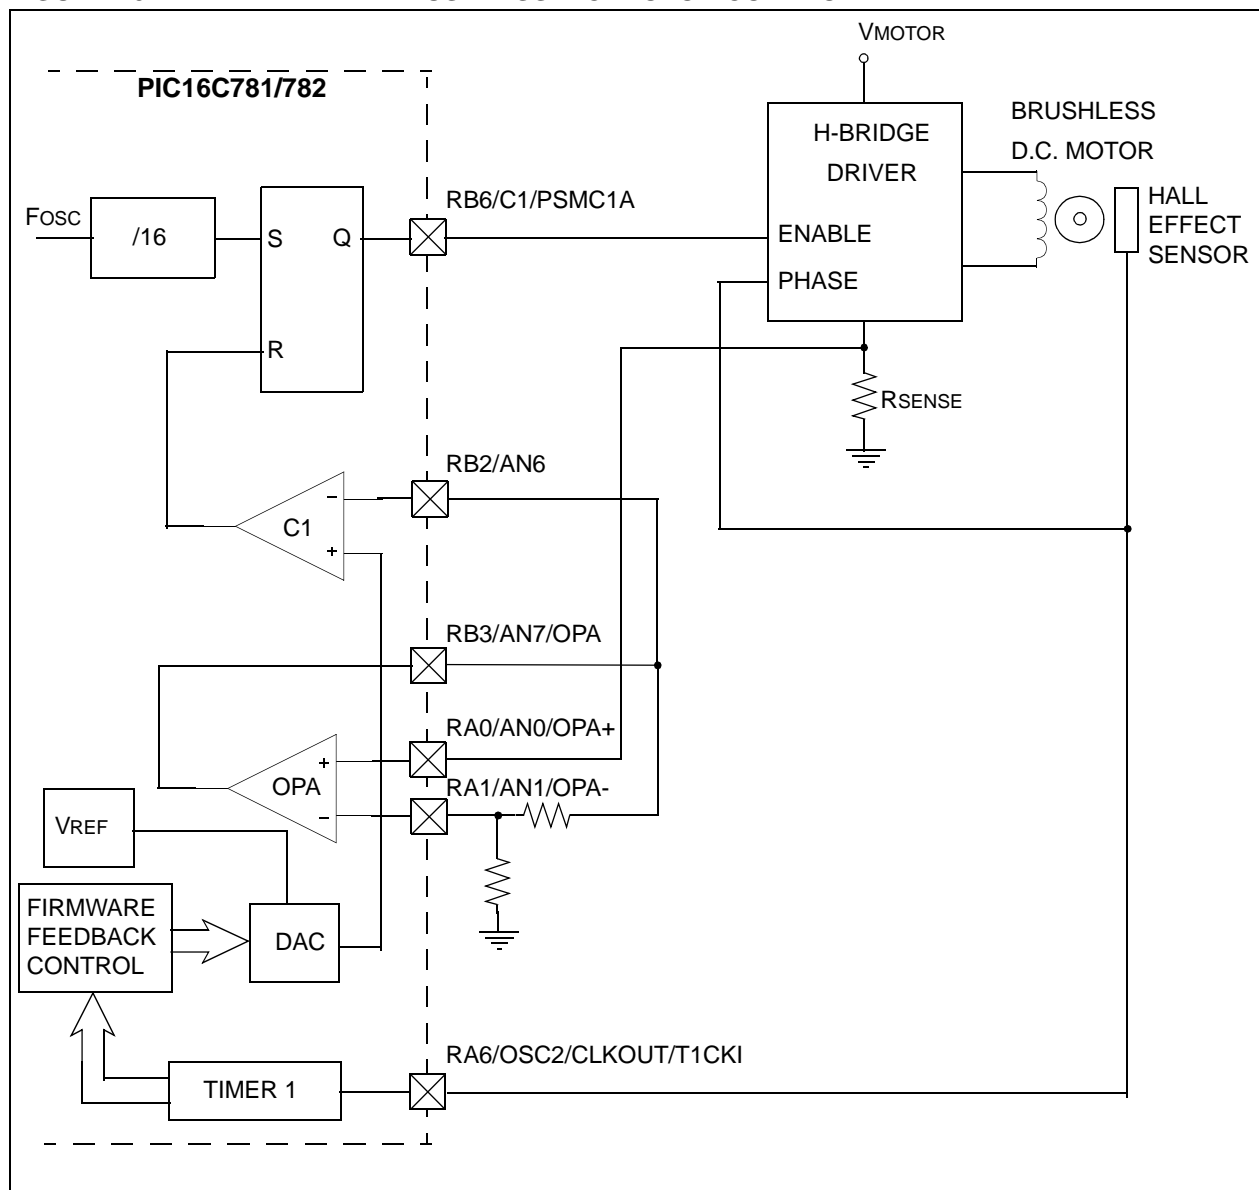 VMOTOR
PIC16C781/782
BRUSHLESS
D.C. MOTOR
H-BRIDGE
DRIVER
RB6/C1/PSMC1A
HALL
EFFECT
SENSOR
FOSC
/16
S
Q
ENABLE
PHASE
R
RSENSE
RB2/AN6
–
C1
+
RB3/AN7/OPA
RA0/AN0/OPA+
+
OPA
–
RA1/AN1/OPA-
VREF
FIRMWARE
FEEDBACK
CONTROL
DAC
RA6/OSC2/CLKOUT/T1CKI
TIMER 1